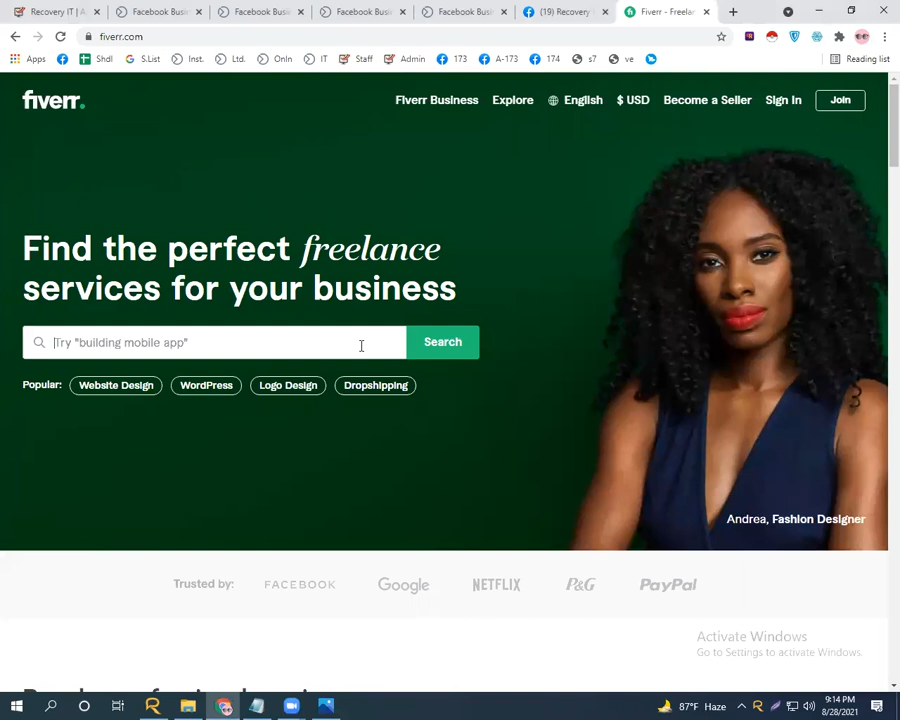 Recovery IT | A
Facebook Busi
Facebook Busi
Facebook Busi
Facebook Busi
(19) Recovery
Fiverr - Freela
fiverr.com
Apps
Shdl
S.List
Inst.
Ltd.
OnIn
IT
Staff
Admin
173
A-173
174
s7
ve
Reading list
fiverr.
Fiverr Business
Explore
English
$ USD
Become a Seller
Sign In
Join
Find the perfect freelance
services for your business
Try "building mobile app"
Search
Popular:
Website Design
WordPress
Logo Design
Dropshipping
Andrea, Fashion Designer
Trusted by:
FACEBOOK
Google
NETFLIX
P&G
PayPal
Activate Windows
Go to Settings to activate Windows.
87°F Haze
9:14 PM
8/28/2021